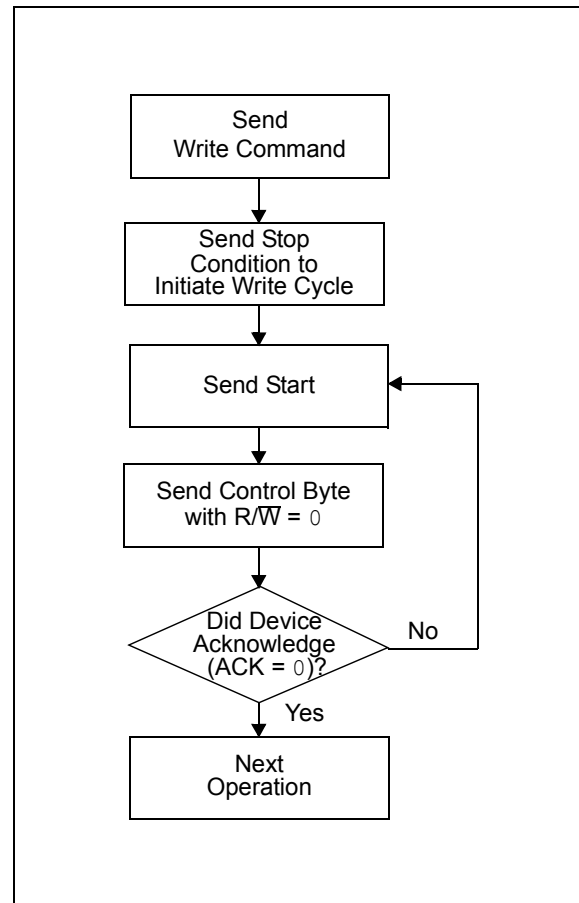 Send
Write Command
Send Stop
Condition to
Initiate Write Cycle
Send Start
Send Control Byte
with R/W̅ = 0
Did Device
Acknowledge
(ACK = 0)?
No
Yes
Next
Operation